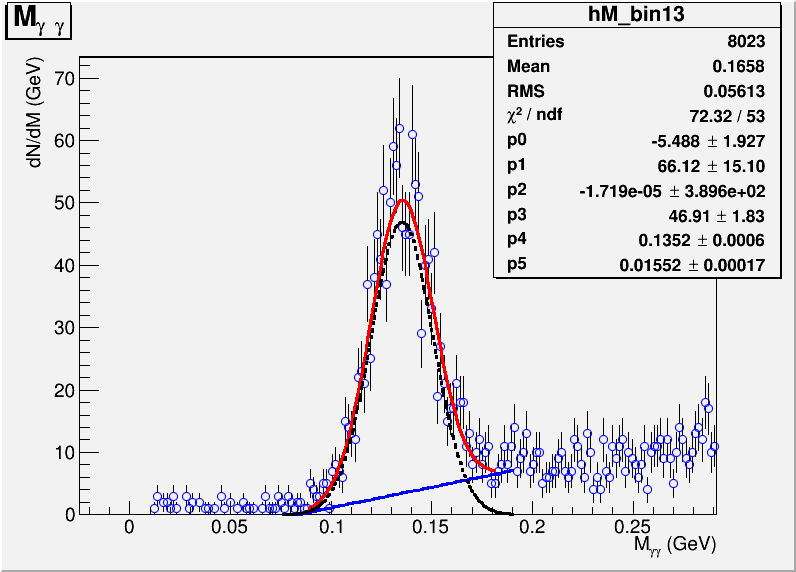 M γ γ
hM_bin13
Entries 8023
Mean 0.1658
RMS 0.05613
χ² / ndf 72.32 / 53
p0 -5.488 ± 1.927
p1 66.12 ± 15.10
p2 -1.719e-05 ± 3.896e+02
p3 46.91 ± 1.83
p4 0.1352 ± 0.0006
p5 0.01552 ± 0.00017
dN/dM (GeV)
70
60
50
40
30
20
10
0
0 0.05 0.1 0.15 0.2 0.25
Mγγ (GeV)